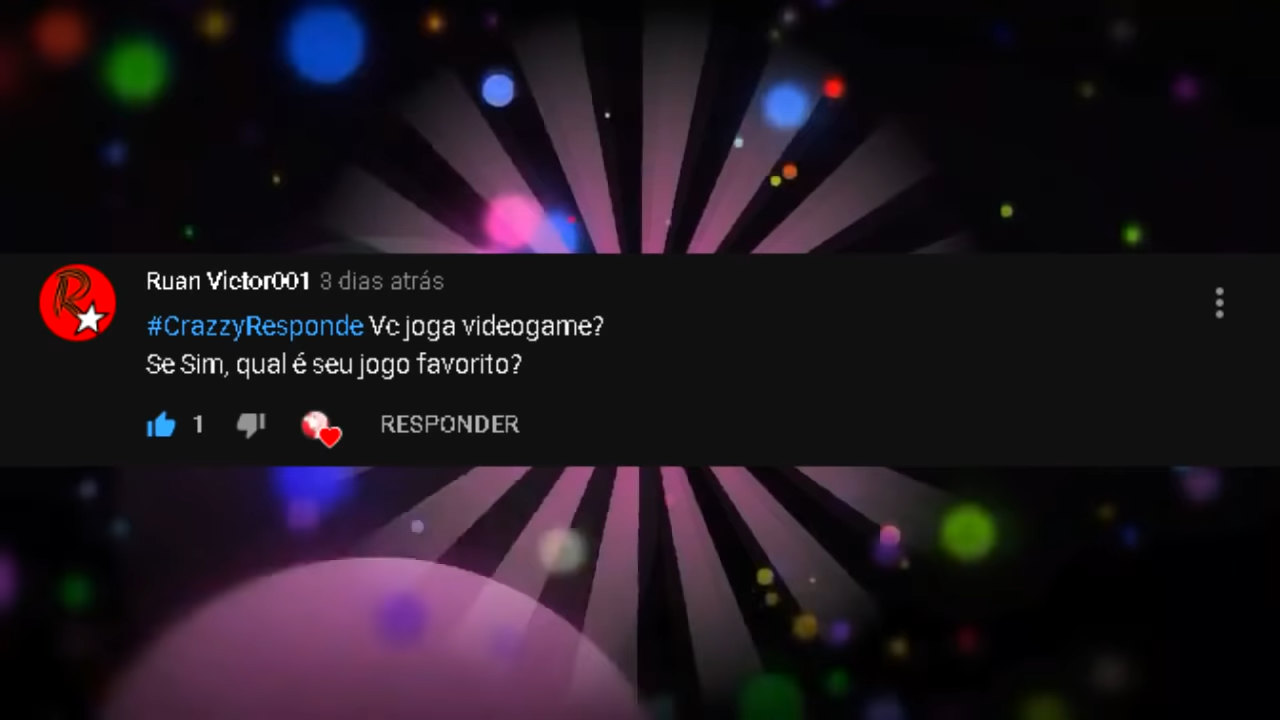 Ruan Victor001 3 dias atrás
#CrazzyResponde Vc joga videogame?
Se Sim, qual é seu jogo favorito?
1 RESPONDER
R